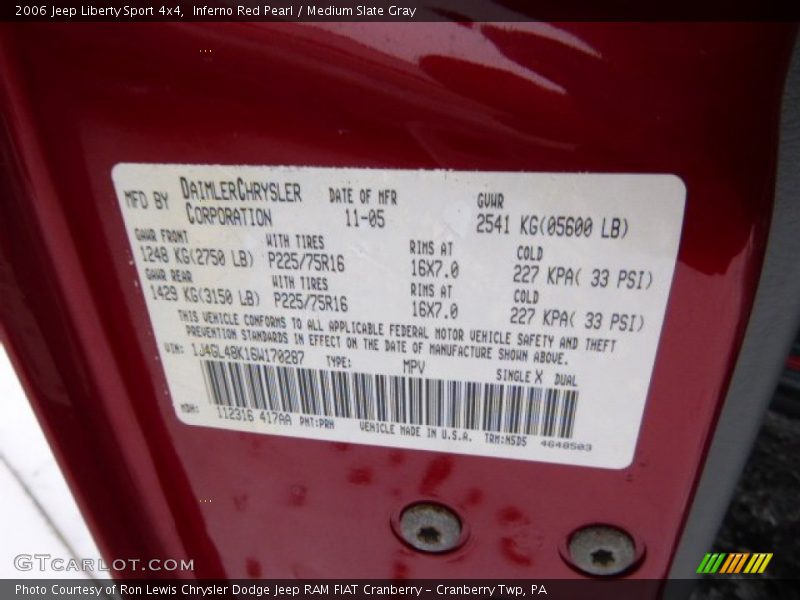 2006 Jeep Liberty Sport 4x4,  Inferno Red Pearl / Medium Slate Gray
MFD BY DAIMLERCHRYSLER CORPORATION DATE OF MFR 11-05 GVWR 2541 KG(05600 LB)
GAWR FRONT WITH TIRES RIMS AT COLD
1248 KG(2750 LB) P225/75R16 16X7.0 227 KPA( 33 PSI)
GAWR REAR WITH TIRES RIMS AT COLD
1429 KG(3150 LB) P225/75R16 16X7.0 227 KPA( 33 PSI)
THIS VEHICLE CONFORMS TO ALL APPLICABLE FEDERAL MOTOR VEHICLE SAFETY AND THEFT
PREVENTION STANDARDS IN EFFECT ON THE DATE OF MANUFACTURE SHOWN ABOVE.
VIN: 1J4GL48K16W170287 TYPE: MPV SINGLE X DUAL
MDH: 112316 417AA PNT:PRH VEHICLE MADE IN U.S.A. TRM:N5D5 4648503
GTCARLOT.COM
Photo Courtesy of Ron Lewis Chrysler Dodge Jeep RAM FIAT Cranberry – Cranberry Twp, PA